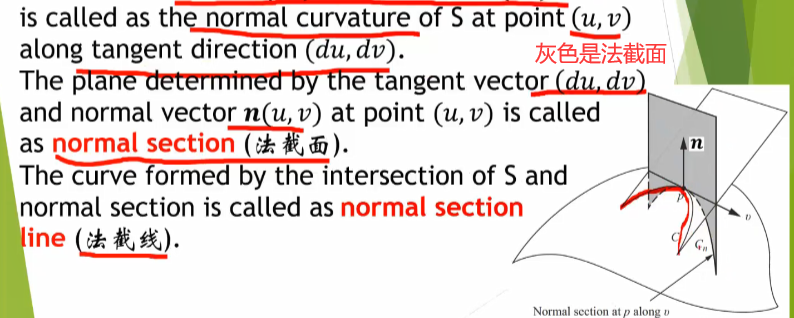 is called as the normal curvature of S at point (u, v)
along tangent direction (du, dv).
灰色是法截面
The plane determined by the tangent vector (du, dv)
and normal vector n(u, v) at point (u, v) is called
as normal section (法截面).
The curve formed by the intersection of S and
normal section is called as normal section
line (法截线).
n
p
υ
C
Cₙ
Normal section at p along υ